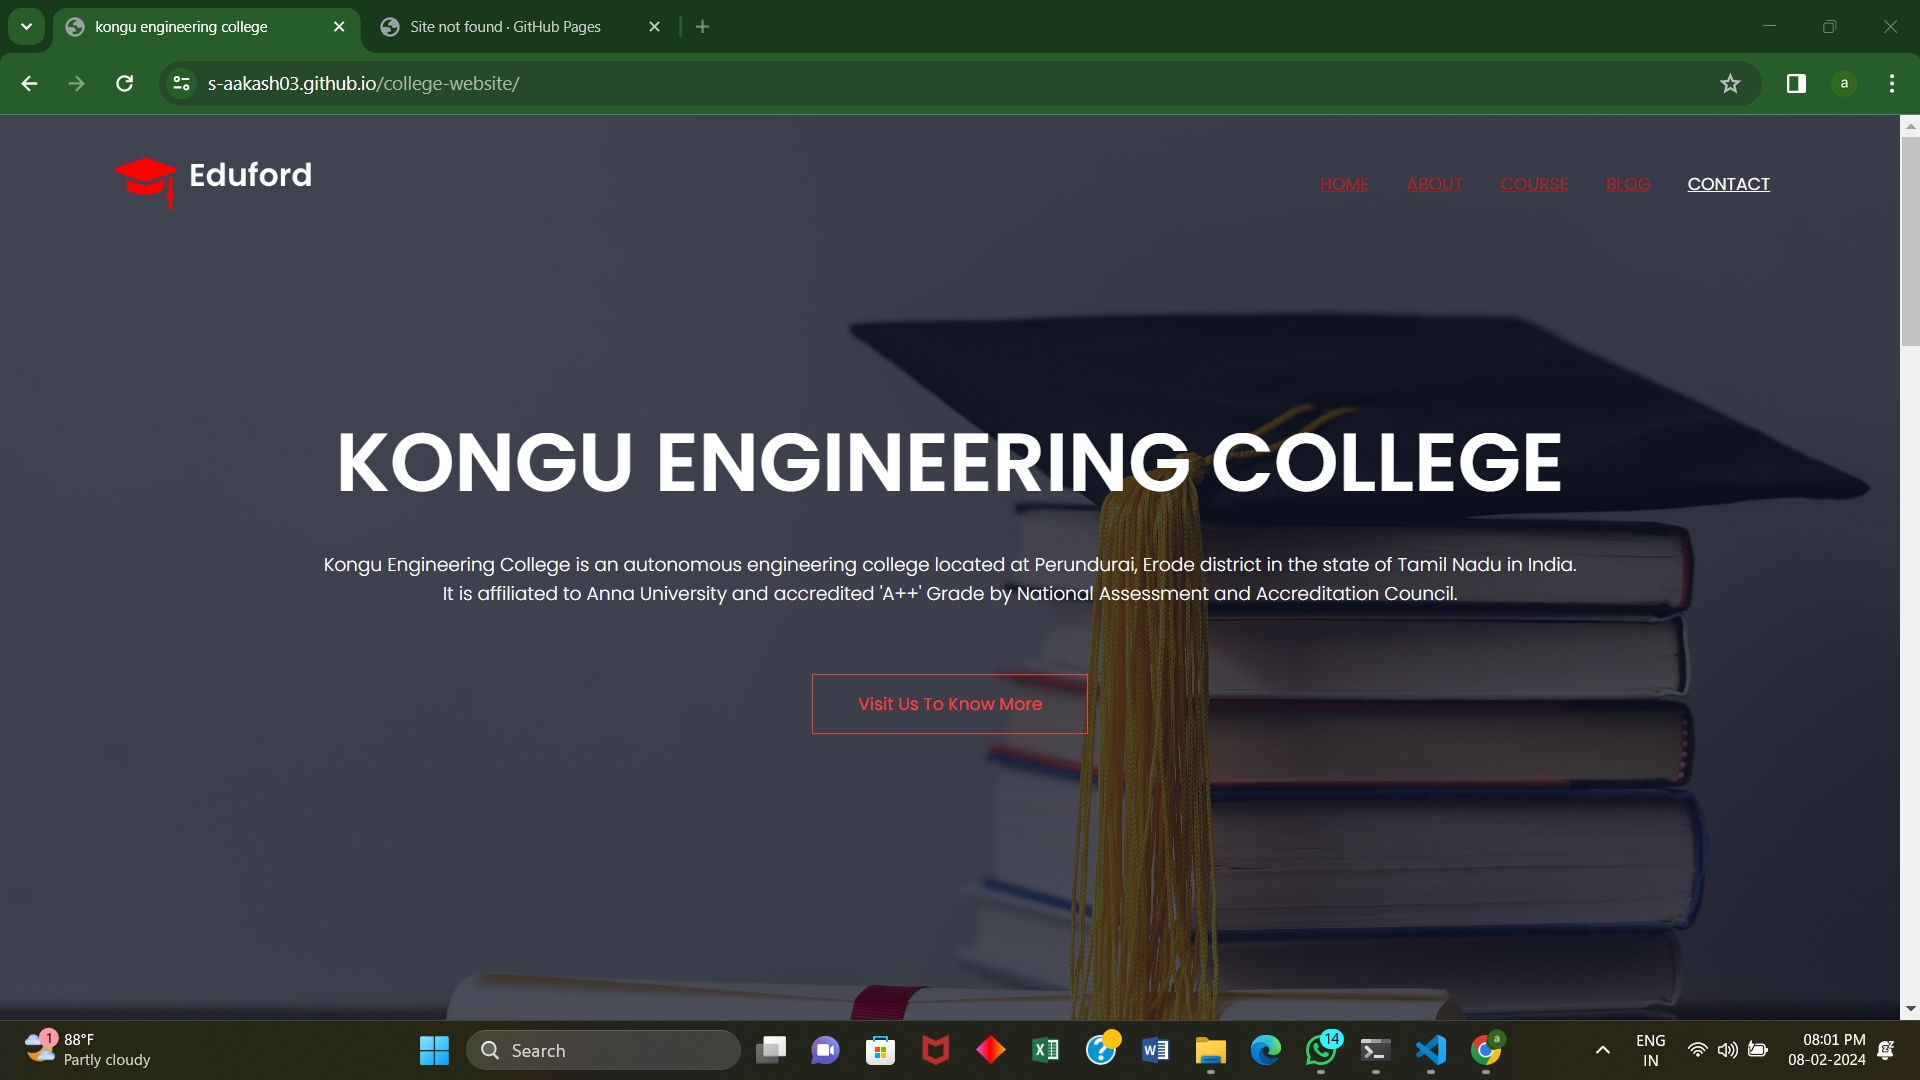 kongu engineering college
Site not found · GitHub Pages
s-aakash03.github.io/college-website/
a
Eduford
HOME ABOUT COURSE BLOG CONTACT
KONGU ENGINEERING COLLEGE
Kongu Engineering College is an autonomous engineering college located at Perundurai, Erode district in the state of Tamil Nadu in India.
It is affiliated to Anna University and accredited 'A++' Grade by National Assessment and Accreditation Council.
Visit Us To Know More
1
88°F
Partly cloudy
Search
14
a
ENG
IN
08:01 PM
08-02-2024